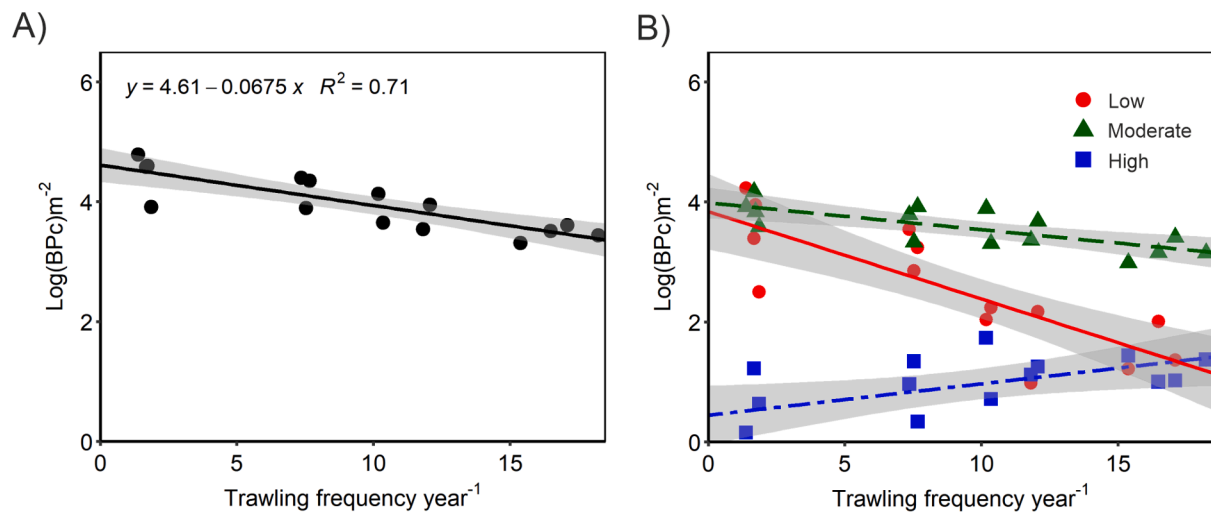 A)
y = 4.61 – 0.0675 x R² = 0.71
6
4
2
0
Log(BPc)m⁻²
0 5 10 15
Trawling frequency year⁻¹
B)
Low
Moderate
High
6
4
2
0
Log(BPc)m⁻²
0 5 10 15
Trawling frequency year⁻¹